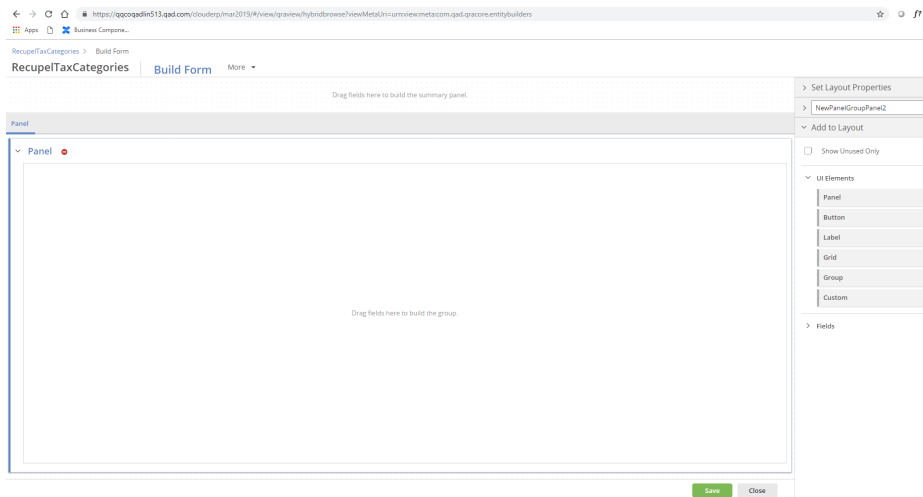 https://qqcoqadlin513.qad.com/clouderp/mar2019/#/view/qraview/hybridbrowse?viewMetaUri=urn:view:meta:com.qad.qracore.entitybuilders
Apps
Business Compone...
RecupelTaxCategories > Build Form
RecupelTaxCategories Build Form More
Drag fields here to build the summary panel.
Panel
Panel
Drag fields here to build the group.
Save Close
Set Layout Properties
NewPanelGroupPanel2
Add to Layout
Show Unused Only
UI Elements
Panel
Button
Label
Grid
Group
Custom
Fields